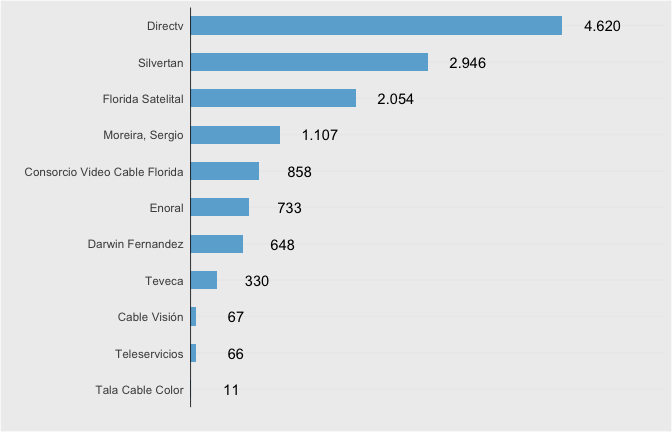 Directv 4.620
Silvertan 2.946
Florida Satelital 2.054
Moreira, Sergio 1.107
Consorcio Video Cable Florida 858
Enoral 733
Darwin Fernandez 648
Teveca 330
Cable Visión 67
Teleservicios 66
Tala Cable Color 11